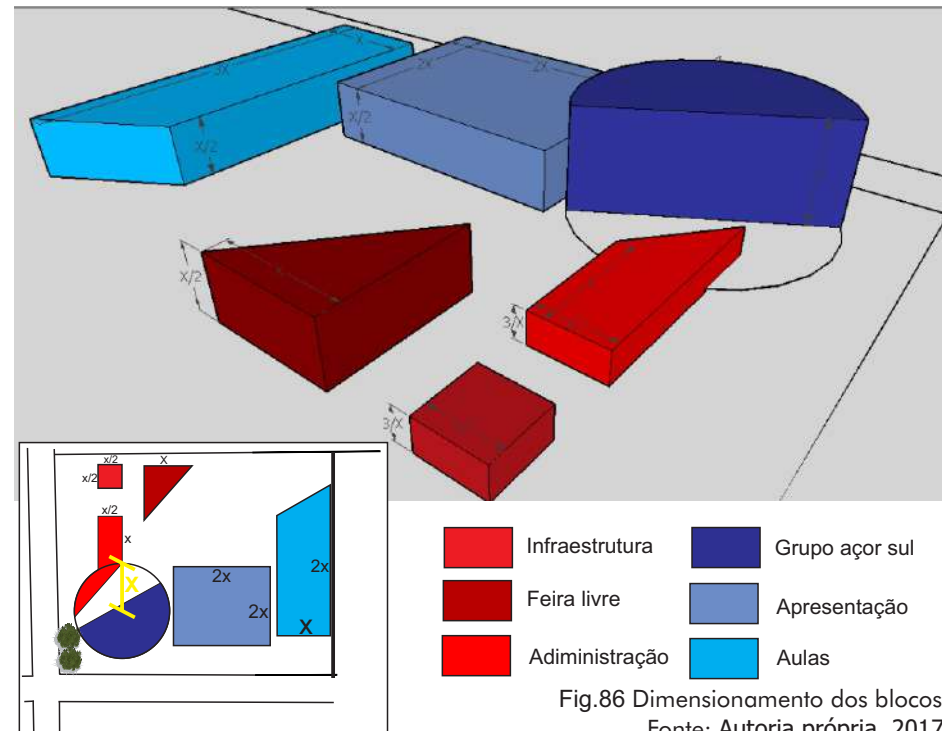 3X
X
2X
2X
X/2
X/2
X/2
X
3/X
3/X
x/2
x/2
X
x/2
x
X
2x
2x
2x
X
Infraestrutura
Feira livre
Adiministração
Grupo açor sul
Apresentação
Aulas
Fig.86 Dimensionamento dos blocos
Fonte: Autoria própria, 2017